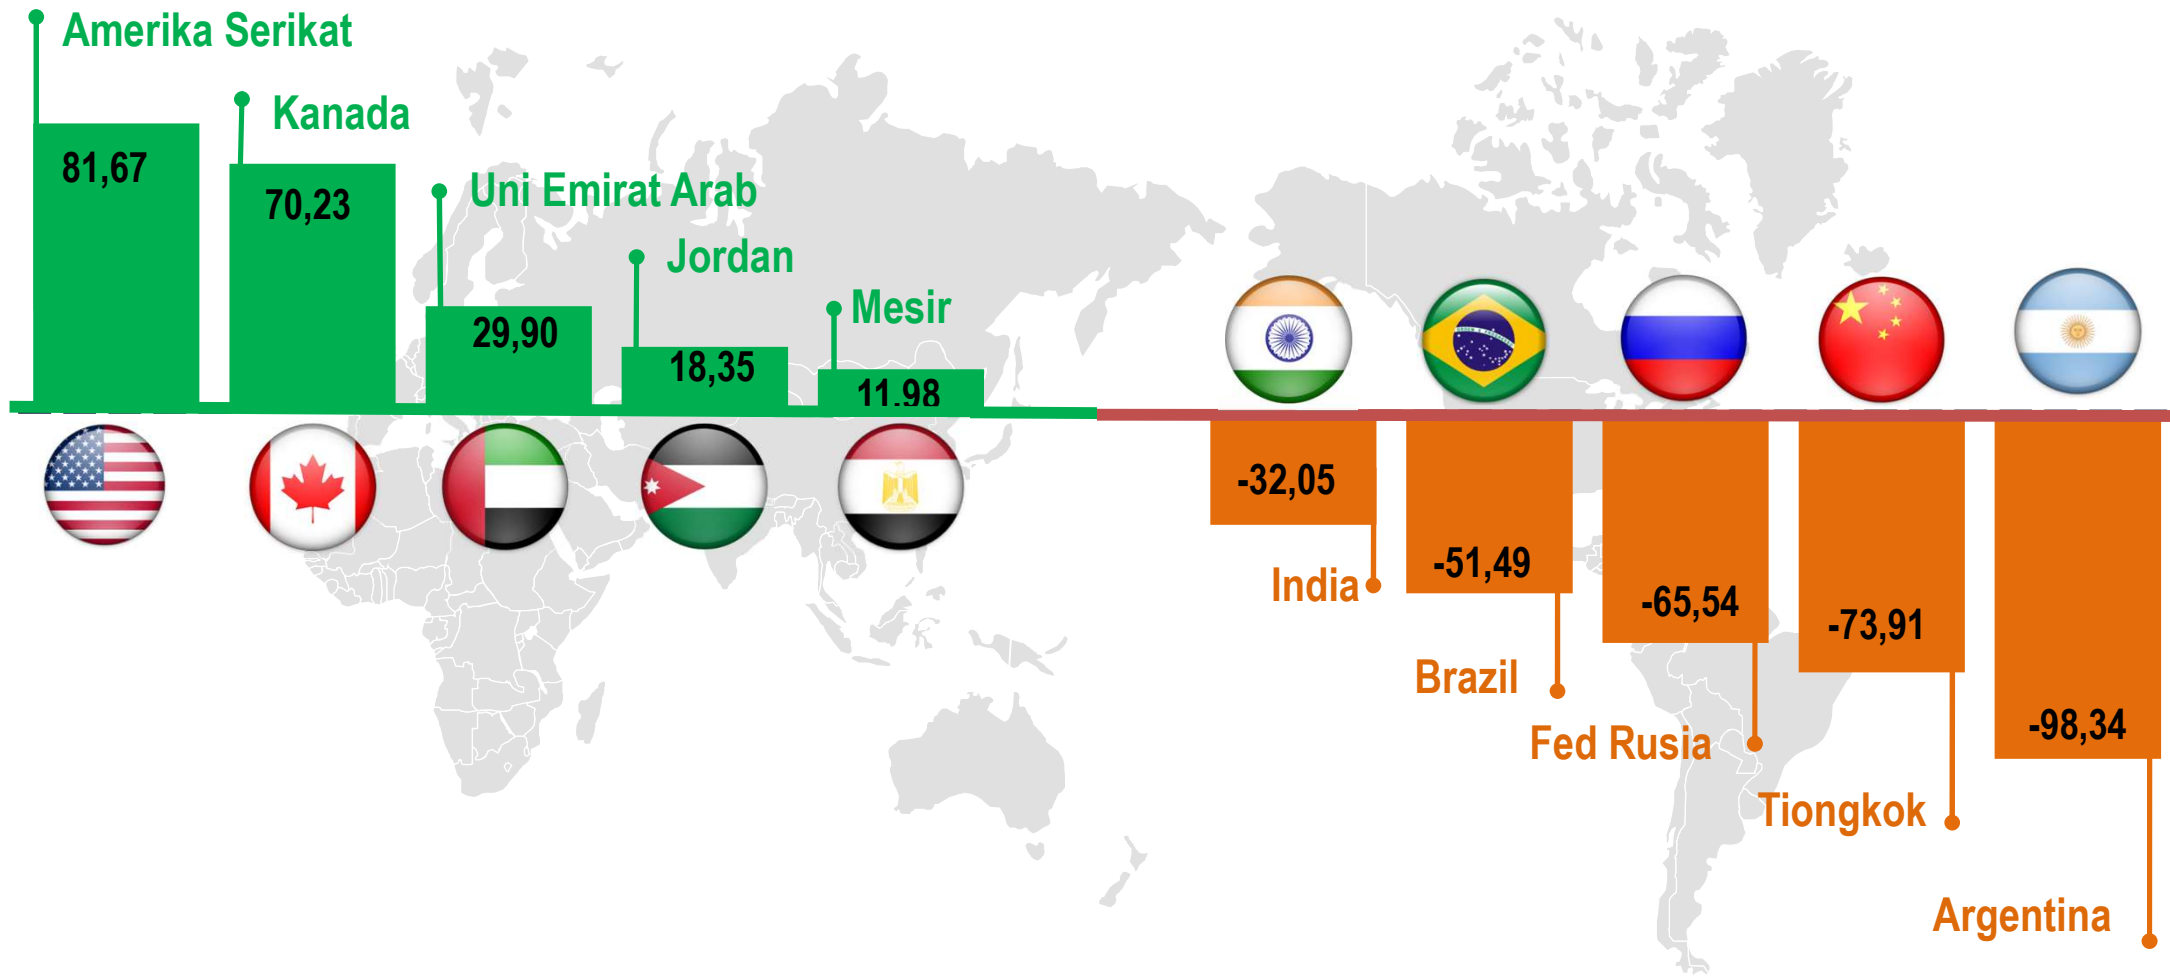 Amerika Serikat
81,67
Kanada
70,23
Uni Emirat Arab
29,90
Jordan
18,35
Mesir
11,98
-32,05
India
-51,49
Brazil
-65,54
Fed Rusia
-73,91
Tiongkok
-98,34
Argentina